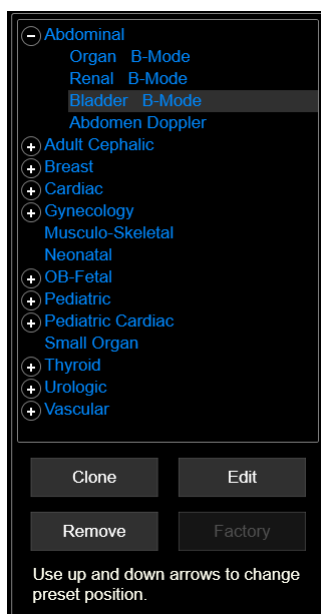 Abdominal
Organ B-Mode
Renal B-Mode
Bladder B-Mode
Abdomen Doppler
Adult Cephalic
Breast
Cardiac
Gynecology
Musculo-Skeletal
Neonatal
OB-Fetal
Pediatric
Pediatric Cardiac
Small Organ
Thyroid
Urologic
Vascular
Clone Edit
Remove Factory
Use up and down arrows to change
preset position.